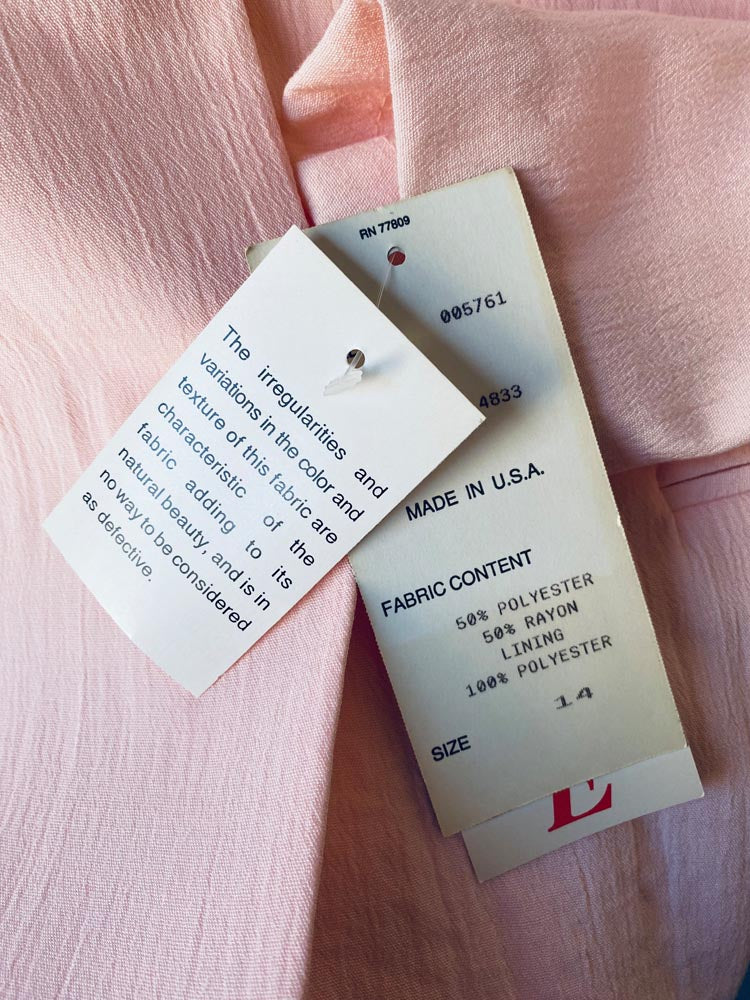 The irregularities and
variations in the color and
texture of this fabric are
characteristic of the
fabric adding to its
natural beauty, and is in
no way to be considered
as defective.
RN 77809
005761
4833
MADE IN U.S.A.
FABRIC CONTENT
50% POLYESTER
50% RAYON
LINING
100% POLYESTER
14
SIZE
E